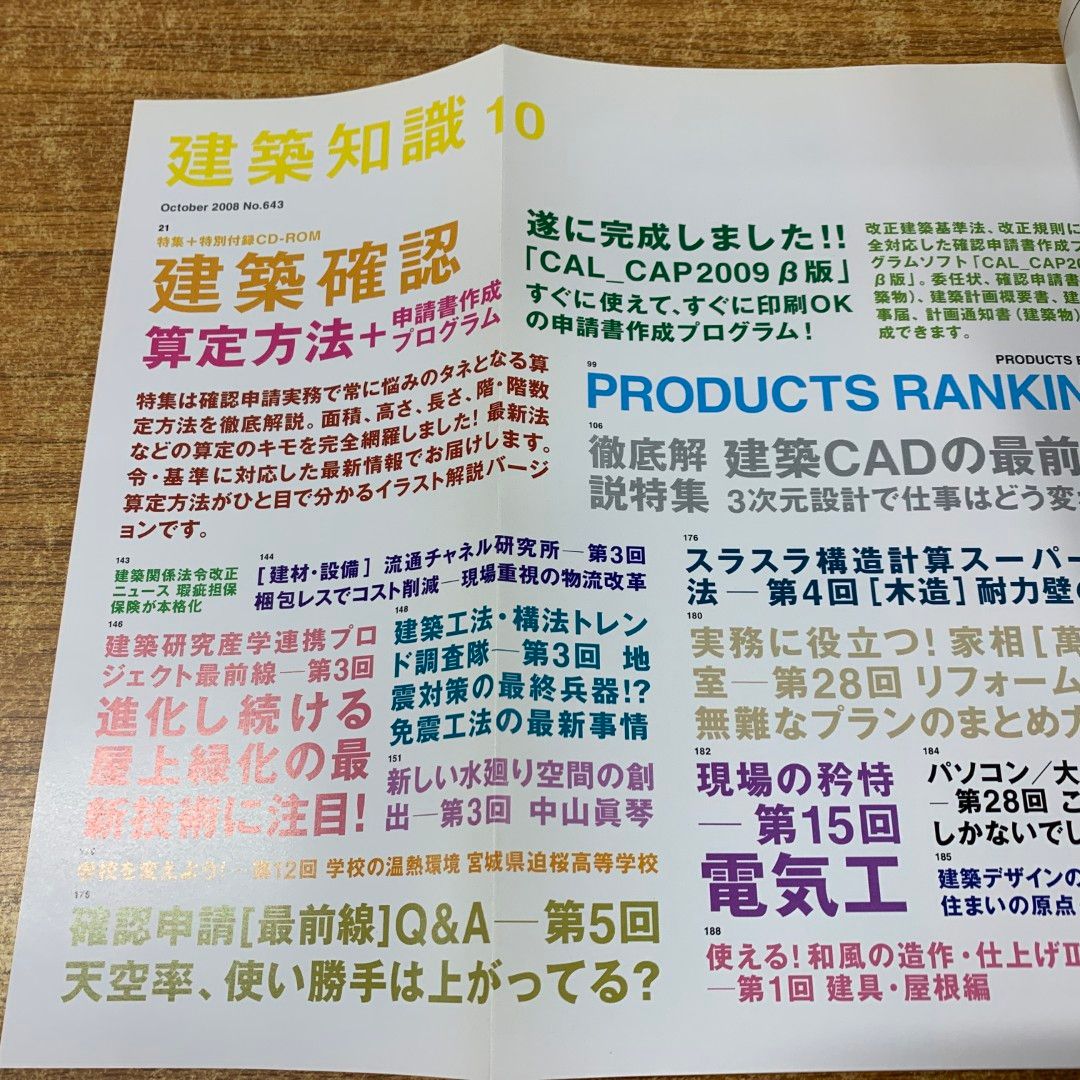 建築知識 10
October 2008 No.643
21
特集＋特別付録CD-ROM
建築確認
算定方法＋
申請書作成
プログラム
特集は確認申請実務で常に悩みのタネとなる算
定方法を徹底解説。面積、高さ、長さ、階・階数
などの算定のキモを完全網羅しました！最新法
令・基準に対応した最新情報でお届けします。
算定方法がひと目で分かるイラスト解説バージ
ョンです。
遂に完成しました!!
「CAL_CAP2009 β版」
すぐに使えて、すぐに印刷OK
の申請書作成プログラム！
改正建築基準法、改正規則に
全対応した確認申請書作成プ
グラムソフト「CAL_CAP20
β版」。委任状、確認申請書
築物）、建築計画概要書、建
事届、計画通知書（建築物）
成できます。
PRODUCTS R
99
PRODUCTS RANKIN
106
徹底解
説特集
建築CADの最前
3次元設計で仕事はどう変
143
建築関係法令改正
ニュース 瑕疵担保
保険が本格化
144
［建材・設備］流通チャネル研究所―第3回
梱包レスでコスト削減―現場重視の物流改革
146
建築研究産学連携プロ
ジェクト最前線―第3回
進化し続ける
屋上緑化の最
新技術に注目！
148
建築工法・構法トレン
ド調査隊―第3回 地
震対策の最終兵器!?
免震工法の最新事情
151
新しい水廻り空間の創
出―第3回 中山眞琴
学校を変えよう！―第12回 学校の温熱環境 宮城県迫桜高等学校
175
確認申請［最前線］Q&A―第5回
天空率、使い勝手は上がってる？
176
スラスラ構造計算スーパー
法―第4回［木造］耐力壁の
180
実務に役立つ！家相［萬
室―第28回 リフォーム
無難なプランのまとめ方
182
現場の矜恃
―第15回
電気工
184
パソコン／大
―第28回 こ
しかないでし
185
建築デザインの
住まいの原点
188
使える！和風の造作・仕上げⅡ
―第1回 建具・屋根編